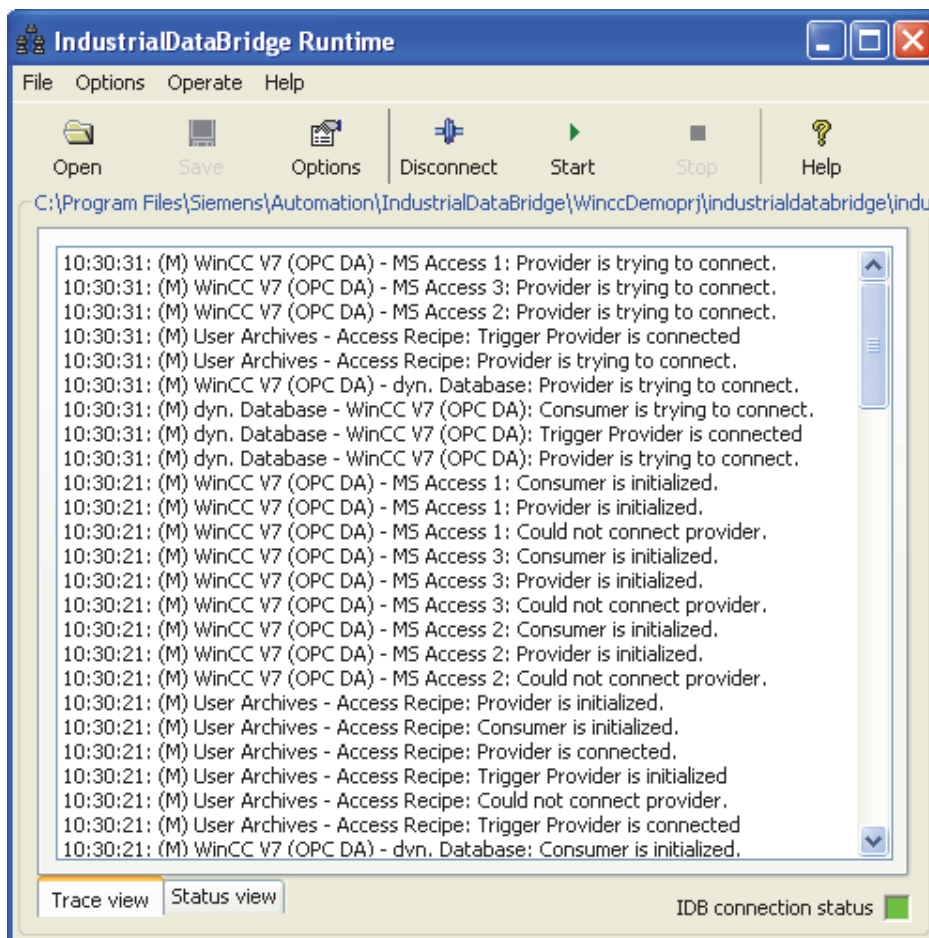 IndustrialDataBridge Runtime
File Options Operate Help
Open Save Options Disconnect Start Stop Help
C:\Program Files\Siemens\Automation\IndustrialDataBridge\WinccDemoprj\industrialdatabridge\indu
10:30:31: (M) WinCC V7 (OPC DA) - MS Access 1: Provider is trying to connect.
10:30:31: (M) WinCC V7 (OPC DA) - MS Access 3: Provider is trying to connect.
10:30:31: (M) WinCC V7 (OPC DA) - MS Access 2: Provider is trying to connect.
10:30:31: (M) User Archives - Access Recipe: Trigger Provider is connected
10:30:31: (M) User Archives - Access Recipe: Provider is trying to connect.
10:30:31: (M) WinCC V7 (OPC DA) - dyn. Database: Provider is trying to connect.
10:30:31: (M) dyn. Database - WinCC V7 (OPC DA): Consumer is trying to connect.
10:30:31: (M) dyn. Database - WinCC V7 (OPC DA): Trigger Provider is connected
10:30:31: (M) dyn. Database - WinCC V7 (OPC DA): Provider is trying to connect.
10:30:21: (M) WinCC V7 (OPC DA) - MS Access 1: Consumer is initialized.
10:30:21: (M) WinCC V7 (OPC DA) - MS Access 1: Provider is initialized.
10:30:21: (M) WinCC V7 (OPC DA) - MS Access 1: Could not connect provider.
10:30:21: (M) WinCC V7 (OPC DA) - MS Access 3: Consumer is initialized.
10:30:21: (M) WinCC V7 (OPC DA) - MS Access 3: Provider is initialized.
10:30:21: (M) WinCC V7 (OPC DA) - MS Access 3: Could not connect provider.
10:30:21: (M) WinCC V7 (OPC DA) - MS Access 2: Consumer is initialized.
10:30:21: (M) WinCC V7 (OPC DA) - MS Access 2: Provider is initialized.
10:30:21: (M) WinCC V7 (OPC DA) - MS Access 2: Could not connect provider.
10:30:21: (M) User Archives - Access Recipe: Provider is initialized.
10:30:21: (M) User Archives - Access Recipe: Consumer is initialized.
10:30:21: (M) User Archives - Access Recipe: Provider is connected.
10:30:21: (M) User Archives - Access Recipe: Trigger Provider is initialized
10:30:21: (M) User Archives - Access Recipe: Could not connect provider.
10:30:21: (M) User Archives - Access Recipe: Trigger Provider is connected
10:30:21: (M) WinCC V7 (OPC DA) - dyn. Database: Consumer is initialized.
Trace view Status view
IDB connection status